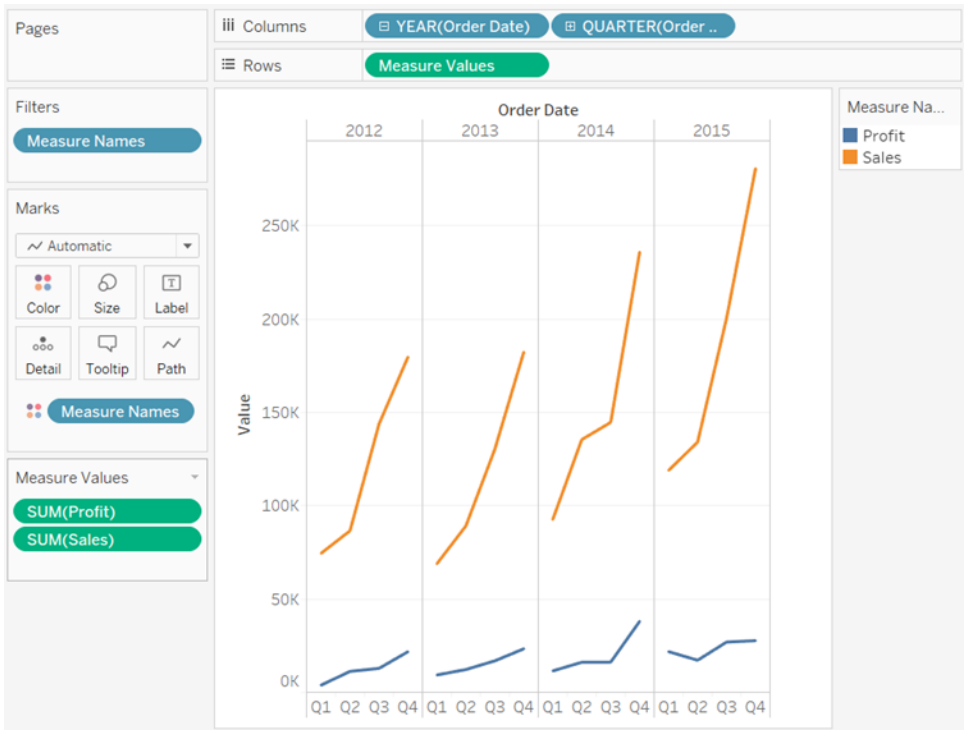 Pages
Columns
YEAR(Order Date)
QUARTER(Order ..
Rows
Measure Values
Filters
Measure Names
Marks
Automatic
Color
Size
Label
Detail
Tooltip
Path
Measure Names
Measure Values
SUM(Profit)
SUM(Sales)
Order Date
2012 2013 2014 2015
Value
250K
200K
150K
100K
50K
0K
Q1 Q2 Q3 Q4 Q1 Q2 Q3 Q4 Q1 Q2 Q3 Q4 Q1 Q2 Q3 Q4
Measure Na...
Profit
Sales